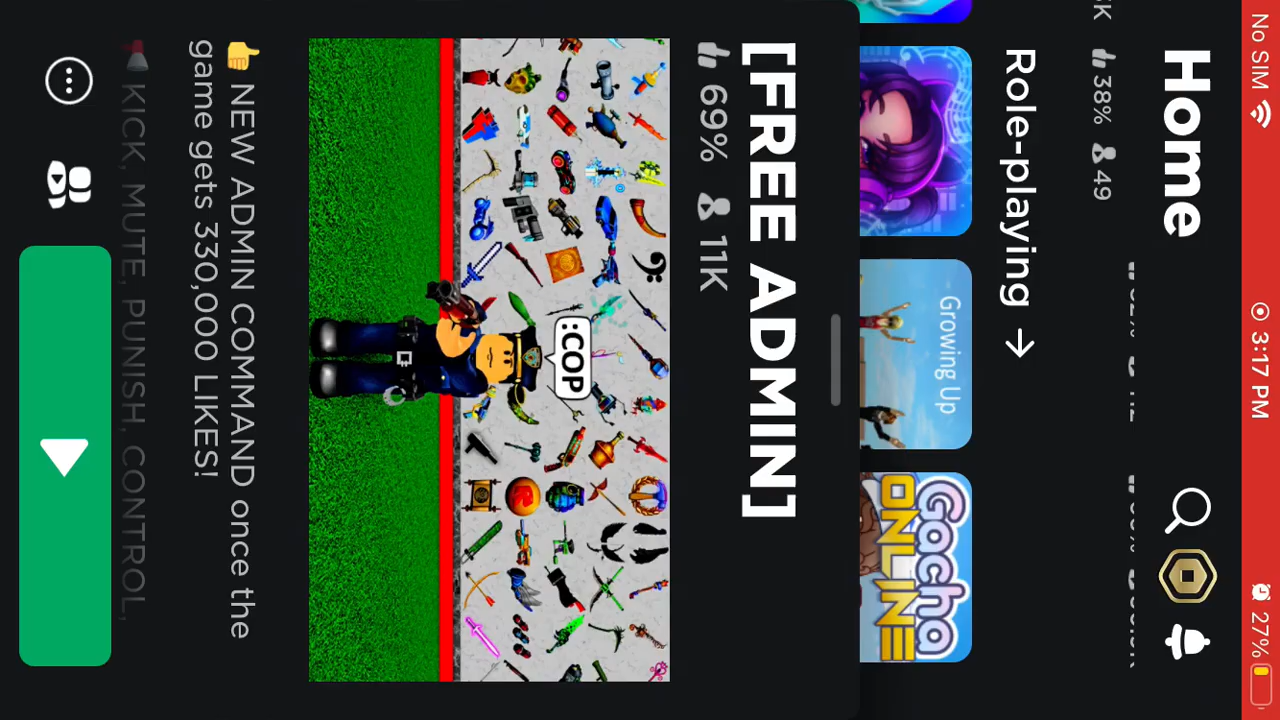 No SIM 3:17 PM 27%
Home
38% 49
Role-playing →
Growing Up
Gacha
ONLINE
[FREE ADMIN]
69% 11K
:COP
👍 NEW ADMIN COMMAND once the
game gets 330,000 LIKES!
📢 KICK, MUTE, PUNISH, CONTROL,